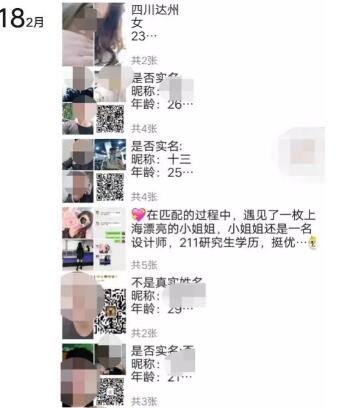 18 2月
四川达州
女
23…
共2张
是否实名
昵称：
年龄：26…
共4张
是否实名:
昵称：十三
年龄：25…
共4张
💖在匹配的过程中，遇见了一枚上
海漂亮的小姐姐，小姐姐还是一名
设计师，211研究生学历，挺优…
共5张
不是真实姓名
昵称：
年龄：29…
共2张
是否实名:否
昵称：
年龄：21…
共3张